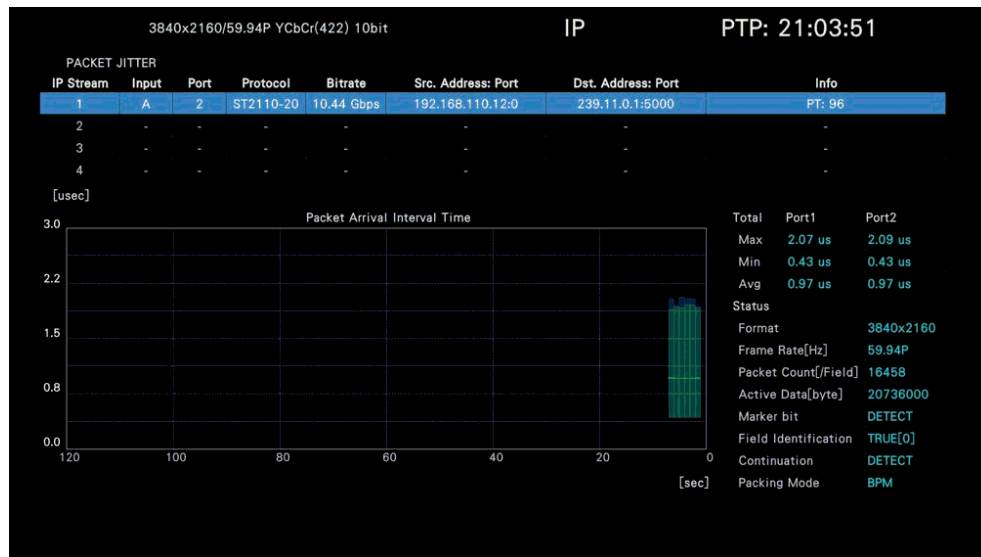 3840x2160/59.94P YCbCr(422) 10bit IP PTP: 21:03:51
PACKET JITTER
IP Stream Input Port Protocol Bitrate Src. Address: Port Dst. Address: Port Info
1 A 2 ST2110-20 10.44 Gbps 192.168.110.12:0 239.11.0.1:5000 PT: 96
2 - - - - - - -
3 - - - - - - -
4 - - - - - - -
[usec]
Packet Arrival Interval Time
3.0
2.2
1.5
0.8
0.0
120 100 80 60 40 20 0
[sec]
Total Port1 Port2
Max 2.07 us 2.09 us
Min 0.43 us 0.43 us
Avg 0.97 us 0.97 us
Status
Format 3840x2160
Frame Rate[Hz] 59.94P
Packet Count[/Field] 16458
Active Data[byte] 20736000
Marker bit DETECT
Field Identification TRUE[0]
Continuation DETECT
Packing Mode BPM